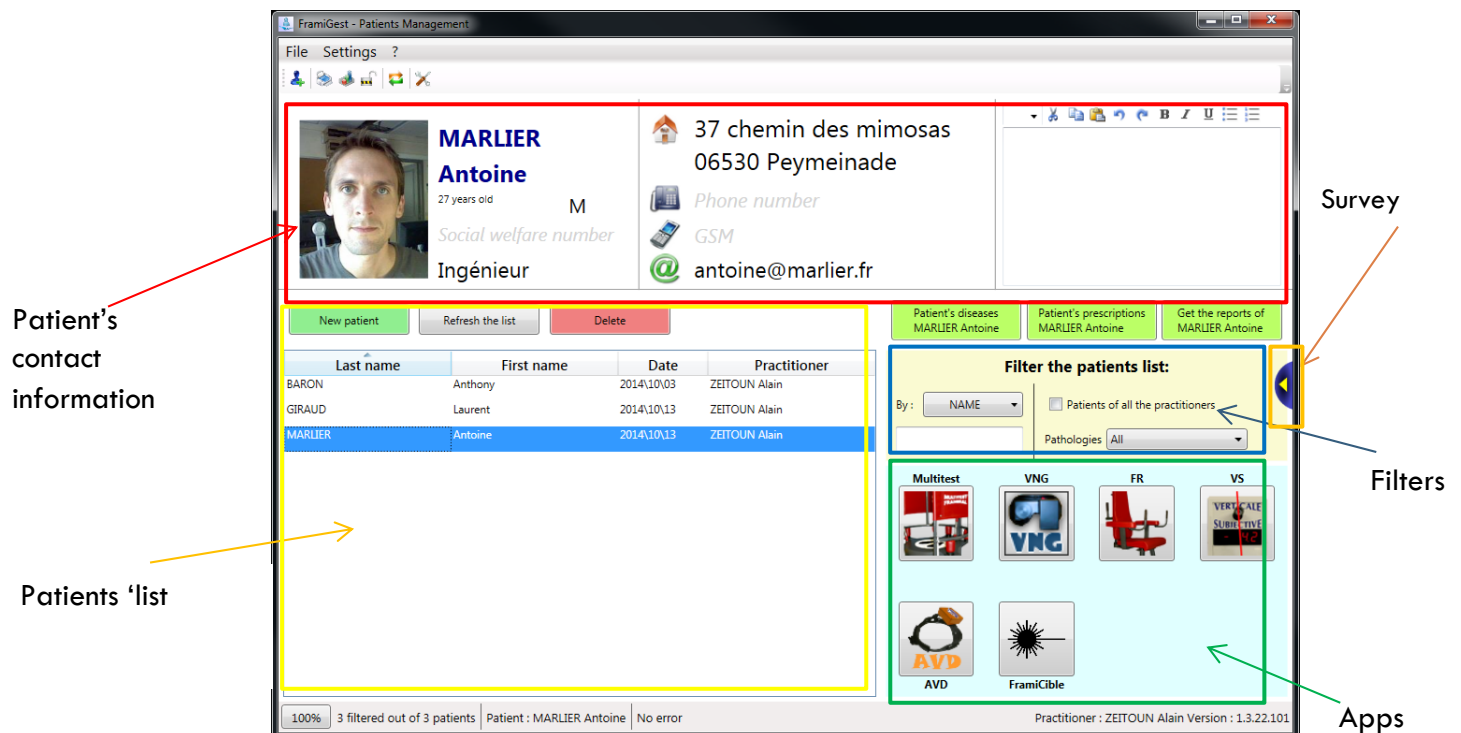 FramiGest - Patients Management
File Settings ?
B I U
MARLIER
Antoine
27 years old
M
Social welfare number
Ingénieur
37 chemin des mimosas
06530 Peymeinade
Phone number
GSM
antoine@marlier.fr
Survey
Patient's
contact
information
New patient
Refresh the list
Delete
Patient's diseases
MARLIER Antoine
Patient's prescriptions
MARLIER Antoine
Get the reports of
MARLIER Antoine
Last name First name Date Practitioner
BARON Anthony 2014\10\03 ZEITOUN Alain
GIRAUD Laurent 2014\10\13 ZEITOUN Alain
MARLIER Antoine 2014\10\13 ZEITOUN Alain
Filter the patients list:
By : NAME
Patients of all the practitioners
Pathologies All
Filters
Multitest
VNG
FR
VS
VNG
VERTICALE
SUBJECTIVE
- 42
Patients ‘list
AVD
AVD
FramiCible
Apps
100% 3 filtered out of 3 patients Patient : MARLIER Antoine No error Practitioner : ZEITOUN Alain Version : 1.3.22.101